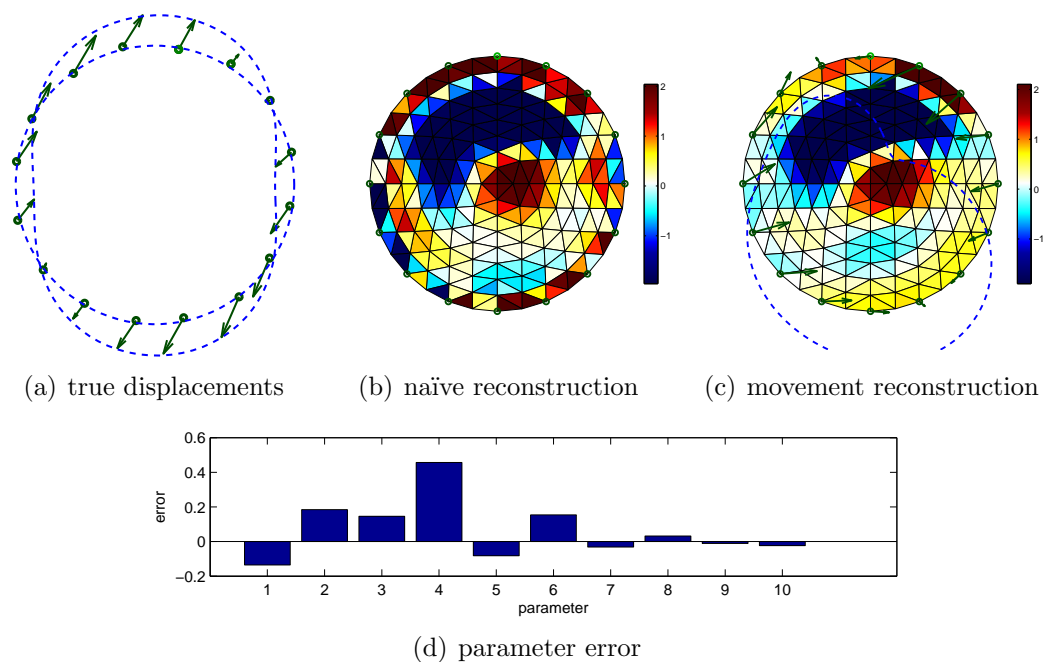 2
1
0
−1
2
1
0
−1
(a) true displacements
(b) naïve reconstruction
(c) movement reconstruction
0.6
0.4
0.2
0
−0.2
error
1 2 3 4 5 6 7 8 9 10
parameter
(d) parameter error